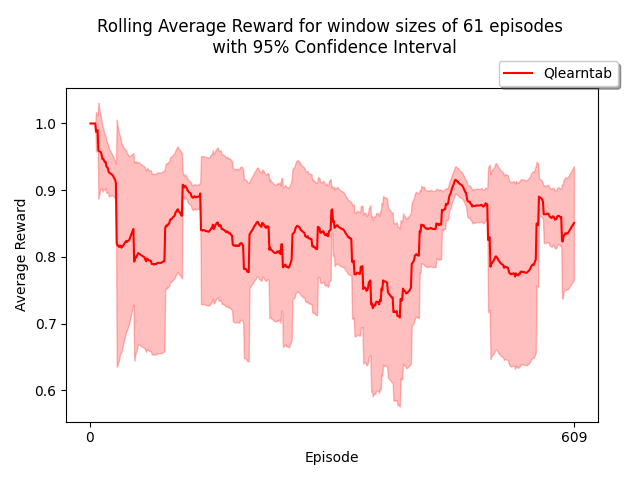 Rolling Average Reward for window sizes of 61 episodes
with 95% Confidence Interval
Qlearntab
1.0
0.9
0.8
0.7
0.6
Average Reward
0
609
Episode